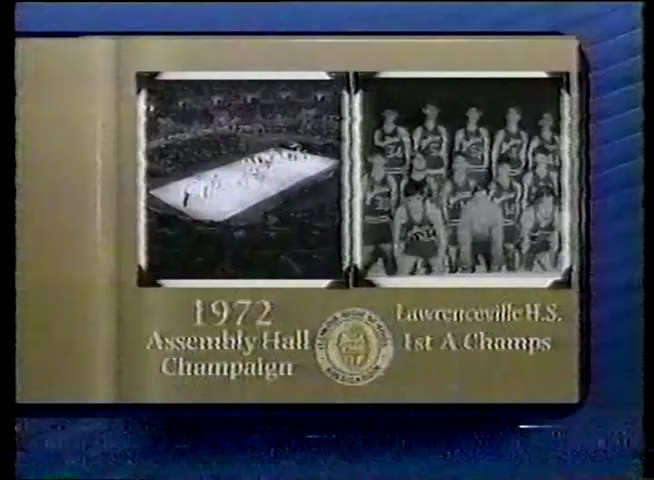 1972
Assembly Hall
Champaign
Lawrenceville H.S.
1st A Champs